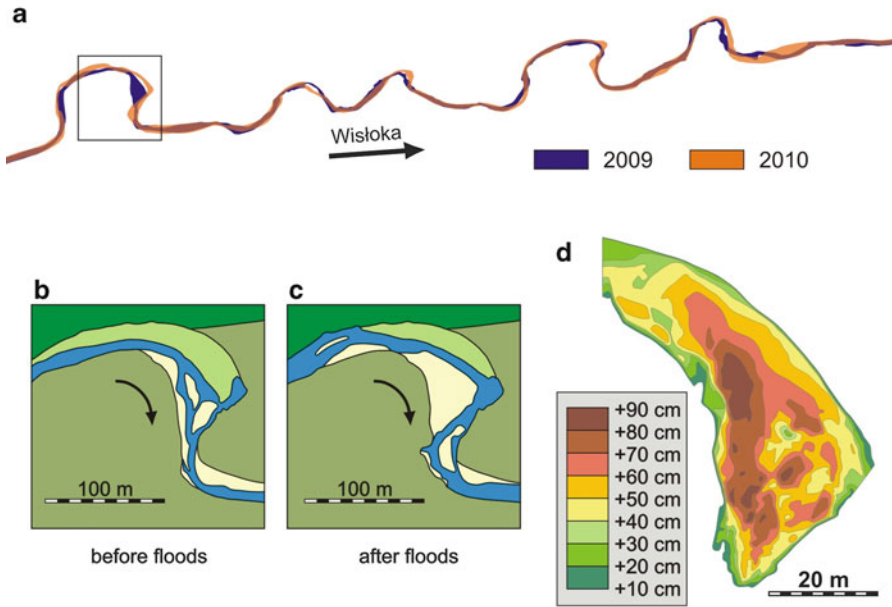 a
Wisłoka
2009
2010
b
100 m
before floods
c
100 m
after floods
d
+90 cm
+80 cm
+70 cm
+60 cm
+50 cm
+40 cm
+30 cm
+20 cm
+10 cm
20 m